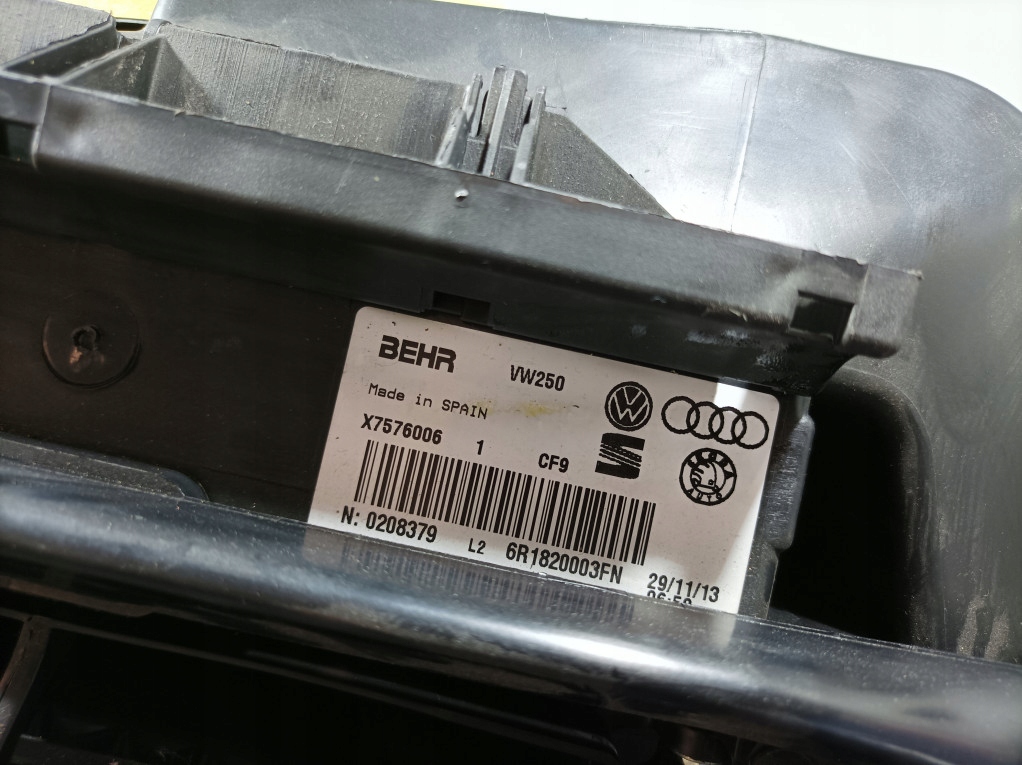 BEHR VW250
Made in SPAIN
X7576006 1 CF9
N: 0208379 L2 6R1820003FN 29/11/13